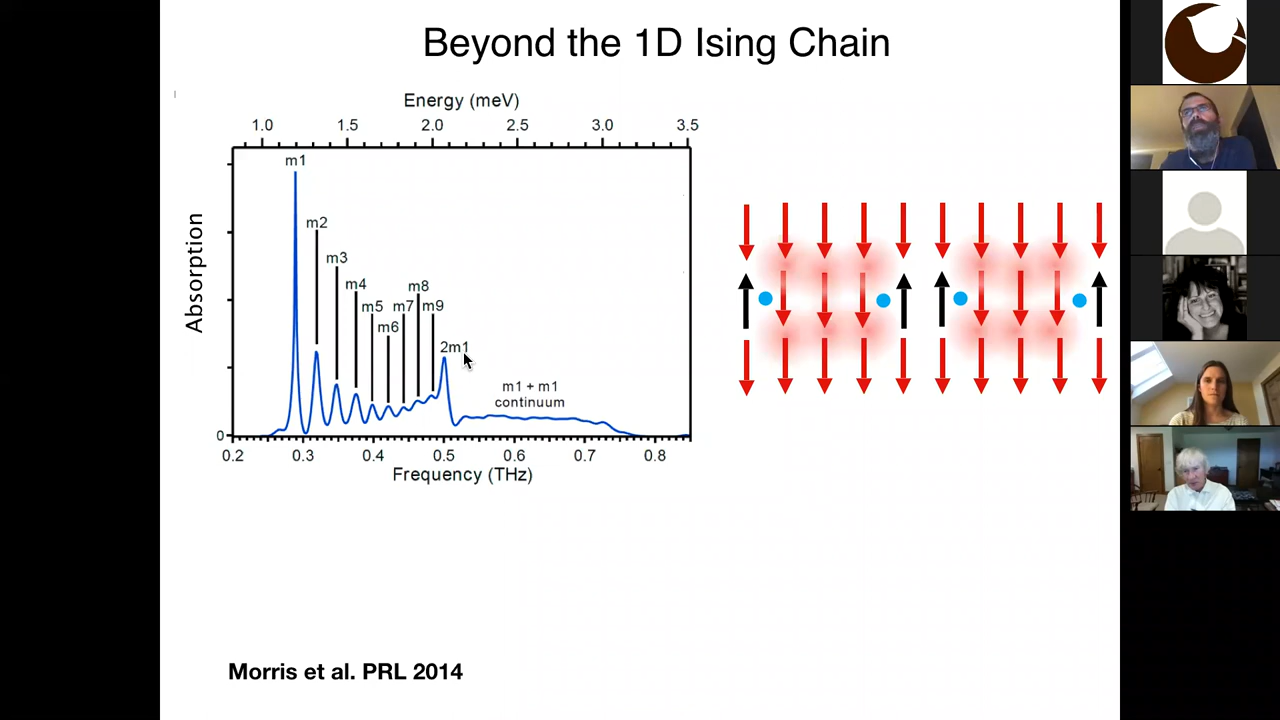 Beyond the 1D Ising Chain
Energy (meV)
1.0 1.5 2.0 2.5 3.0 3.5
m1
m2
m3
m4
m5
m6
m7
m8
m9
2m1
m1 + m1
continuum
Absorption
0
0.2 0.3 0.4 0.5 0.6 0.7 0.8
Frequency (THz)
Morris et al. PRL 2014